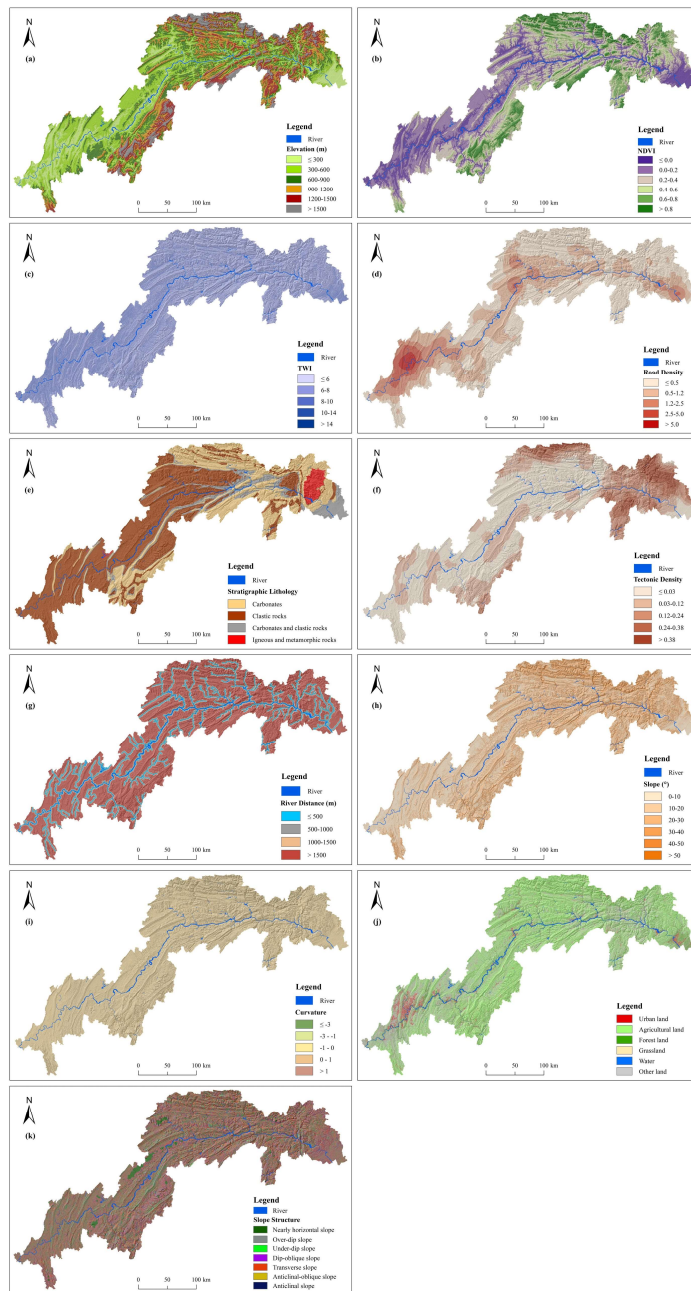 N
(a)
Legend
River
Elevation (m)
≤ 300
300-600
600-900
900-1200
1200-1500
> 1500
0 50 100 km
N
(b)
Legend
River
NDVI
≤ 0.0
0.0-0.2
0.2-0.4
0.4-0.6
0.6-0.8
> 0.8
0 50 100 km
N
(c)
Legend
River
TWI
≤ 6
6-8
8-10
10-14
> 14
0 50 100 km
N
(d)
Legend
River
Road Density
≤ 0.5
0.5-1.2
1.2-2.5
2.5-5.0
> 5.0
0 50 100 km
N
(e)
Legend
River
Stratigraphic Lithology
Carbonates
Clastic rocks
Carbonates and clastic rocks
Igneous and metamorphic rocks
0 50 100 km
N
(f)
Legend
River
Tectonic Density
≤ 0.03
0.03-0.12
0.12-0.24
0.24-0.38
> 0.38
0 50 100 km
N
(g)
Legend
River
River Distance (m)
≤ 500
500-1000
1000-1500
> 1500
0 50 100 km
N
(h)
Legend
River
Slope (°)
0-10
10-20
20-30
30-40
40-50
> 50
0 50 100 km
N
(i)
Legend
River
Curvature
≤ -3
-3 - -1
-1 - 0
0 - 1
> 1
0 50 100 km
N
(j)
Legend
Urban land
Agricultural land
Forest land
Grassland
Water
Other land
0 50 100 km
N
(k)
Legend
River
Slope Structure
Nearly horizontal slope
Over-dip slope
Under-dip slope
Dip-oblique slope
Transverse slope
Anticlinal-oblique slope
Anticlinal slope
0 50 100 km